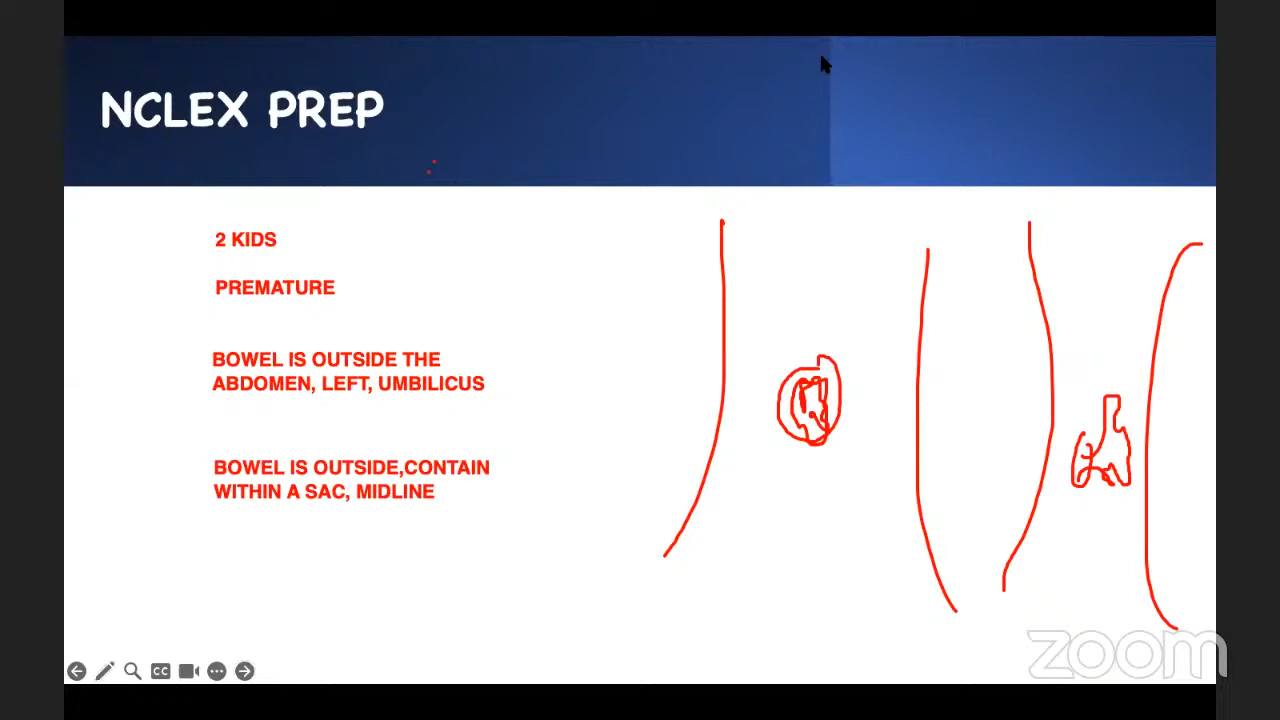 NCLEX PREP
2 KIDS
PREMATURE
BOWEL IS OUTSIDE THE
ABDOMEN, LEFT, UMBILICUS
BOWEL IS OUTSIDE,CONTAIN
WITHIN A SAC, MIDLINE
CC
zoom